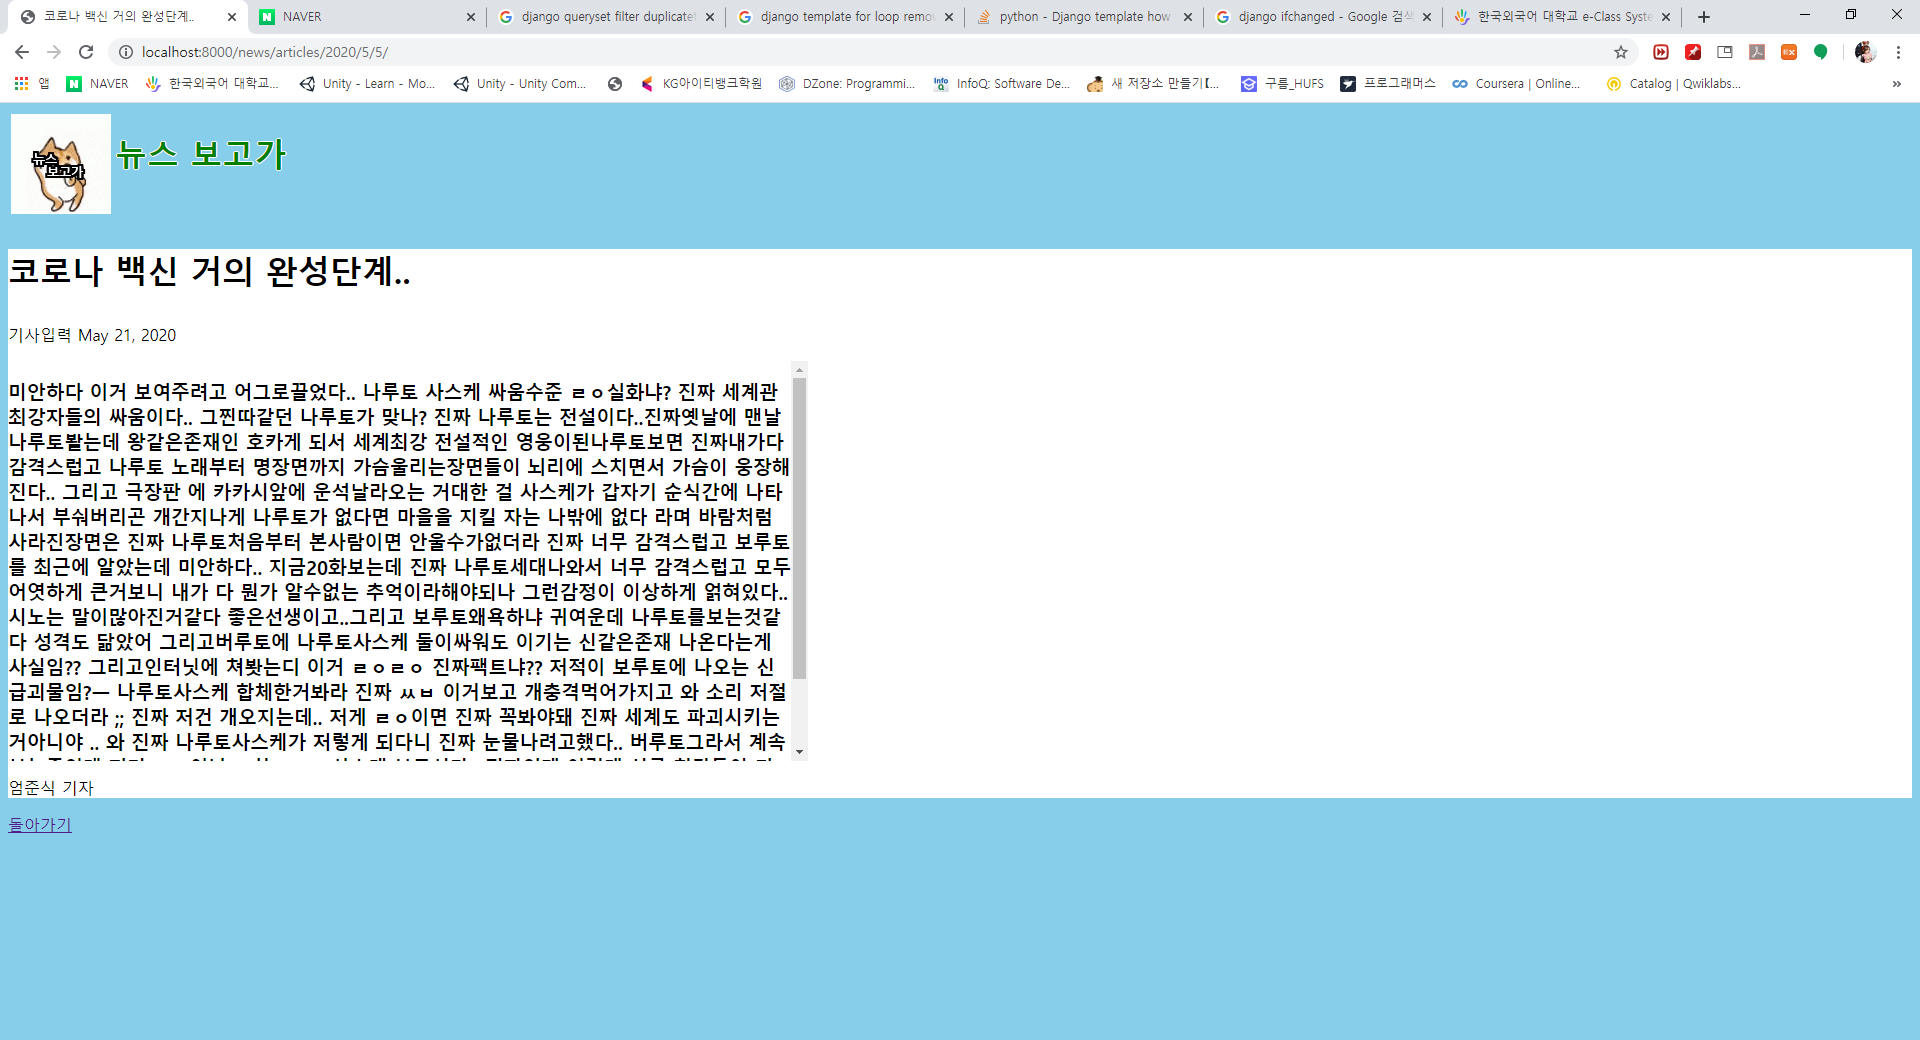 코로나 백신 거의 완성단계..
NAVER
django queryset filter duplicate
django template for loop remo
python - Django template how
django ifchanged - Google 검색
한국외국어 대학교 e-Class Syste
localhost:8000/news/articles/2020/5/5/
앱
NAVER
한국외국어 대학교...
Unity - Learn - Mo...
Unity - Unity Com...
KG아이티뱅크학원
DZone: Programmi...
InfoQ: Software De...
새 저장소 만들기【...
구름_HUFS
프로그래머스
Coursera | Online...
Catalog | Qwiklabs...
뉴스
보고가
뉴스 보고가
코로나 백신 거의 완성단계..
기사입력 May 21, 2020
미안하다 이거 보여주려고 어그로끌었다.. 나루토 사스케 싸움수준 ㄹㅇ실화냐? 진짜 세계관
최강자들의 싸움이다.. 그찐따같던 나루토가 맞나? 진짜 나루토는 전설이다..진짜옛날에 맨날
나루토봘는데 왕같은존재인 호카게 되서 세계최강 전설적인 영웅이된나루토보면 진짜내가다
감격스럽고 나루토 노래부터 명장면까지 가슴울리는장면들이 뇌리에 스치면서 가슴이 웅장해
진다.. 그리고 극장판 에 카카시앞에 운석날라오는 거대한 걸 사스케가 갑자기 순식간에 나타
나서 부숴버리곤 개간지나게 나루토가 없다면 마을을 지킬 자는 나밖에 없다 라며 바람처럼
사라진장면은 진짜 나루토처음부터 본사람이면 안울수가없더라 진짜 너무 감격스럽고 보루토
를 최근에 알았는데 미안하다.. 지금20화보는데 진짜 나루토세대나와서 너무 감격스럽고 모두
어엿하게 큰거보니 내가 다 뭔가 알수없는 추억이라해야되나 그런감정이 이상하게 얽혀있다..
시노는 말이많아진거같다 좋은선생이고..그리고 보루토왜욕하냐 귀여운데 나루토를보는것같
다 성격도 닮았어 그리고버루토에 나루토사스케 둘이싸워도 이기는 신같은존재 나온다는게
사실임?? 그리고인터닛에 쳐봣는디 이거 ㄹㅇㄹㅇ 진짜팩트냐?? 저적이 보루토에 나오는 신
급괴물임?ㅡ 나루토사스케 합체한거봐라 진짜 ㅆㅂ 이거보고 개충격먹어가지고 와 소리 저절
로 나오더라 ;; 진짜 저건 개오지는데.. 저게 ㄹㅇ이면 진짜 꼭봐야돼 진짜 세계도 파괴시키는
거아니야 .. 와 진짜 나루토사스케가 저렇게 되다니 진짜 눈물나려고했다.. 버루토그라서 계속
엄준식 기자
돌아가기